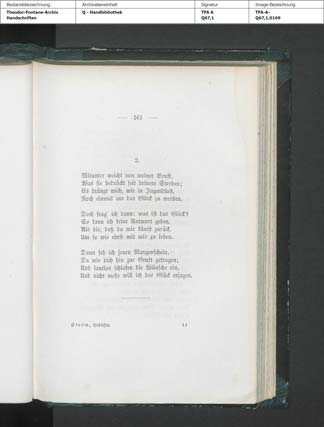 Bestandsbezeichnung
Theodor-Fontane-Archiv
Handschriften
Archivalieneinheit
Q - Handbibliothek
Signatur
TFA A
Q67,1
Image-Bezeichnung
TFA-A-
Q67,1,0169
— 161 —
2.
Mitunter weicht von meiner Brust,
Was sie bedrückt seit deinem Sterben;
Es drängt mich, wie in Jugendlust,
Noch einmal um das Glück zu werben.
Doch frag' ich dann: was ist das Glück?
So kann ich keine Antwort geben,
Als die, daß du mir kämst zurück,
Um so wie einst mit mir zu leben.
Dann seh ich jenen Morgenschein,
Da wir dich hin zur Gruft getragen;
Und lautlos schlafen die Wünsche ein,
Und nicht mehr will ich das Glück erjagen.
Storm, Gedichte.
11